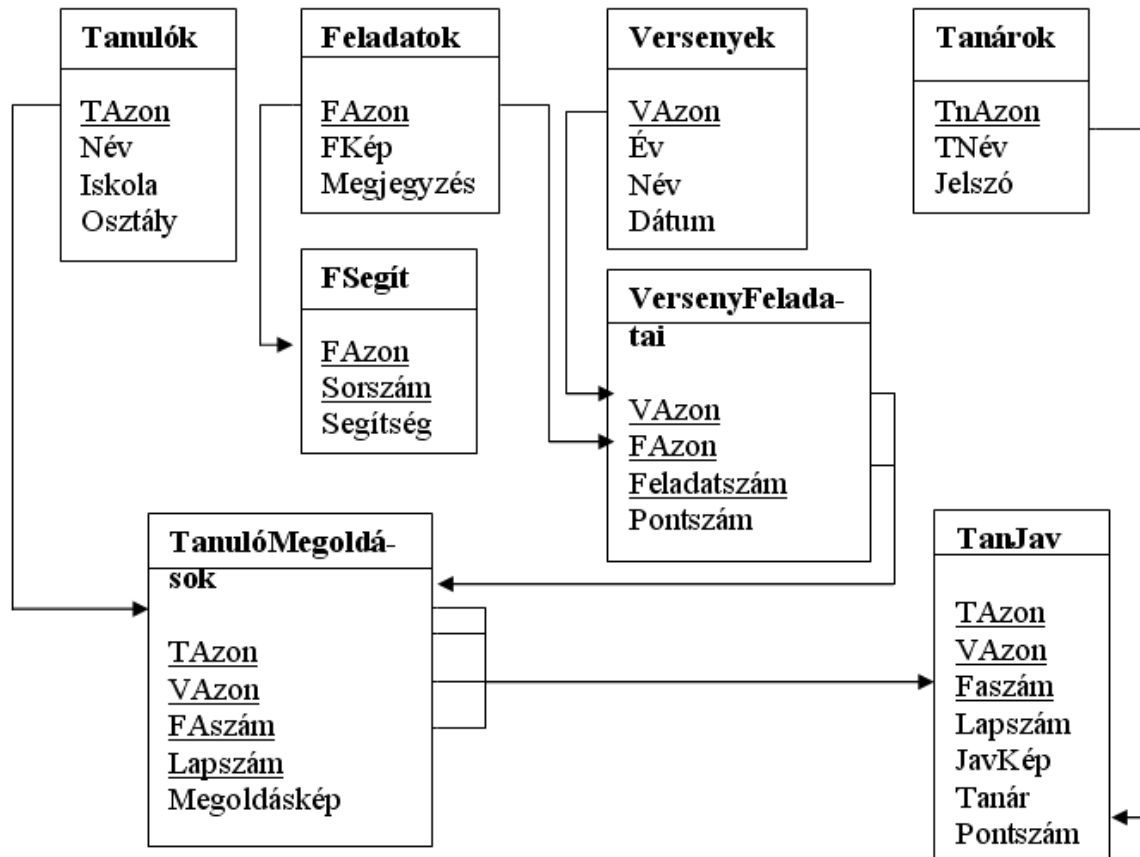 Tanulók
TAzon
Név
Iskola
Osztály
Feladatok
FAzon
FKép
Megjegyzés
Versenyek
VAzon
Év
Név
Dátum
Tanárok
TnAzon
TNév
Jelszó
FSegít
FAzon
Sorszám
Segítség
VersenyFelada-
tai
VAzon
FAzon
Feladatszám
Pontszám
TanulóMegoldá-
sok
TAzon
VAzon
FAszám
Lapszám
Megoldáskép
TanJav
TAzon
VAzon
Faszám
Lapszám
JavKép
Tanár
Pontszám